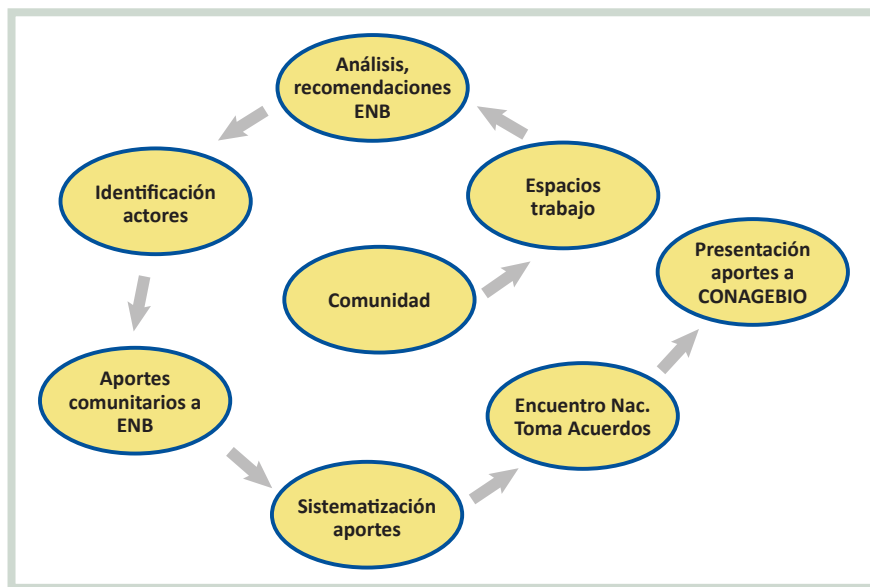 Análisis,
recomendaciones
ENB
Identificación
actores
Espacios
trabajo
Presentación
aportes a
CONAGEBIO
Comunidad
Aportes
comunitarios a
ENB
Encuentro Nac.
Toma Acuerdos
Sistematización
aportes